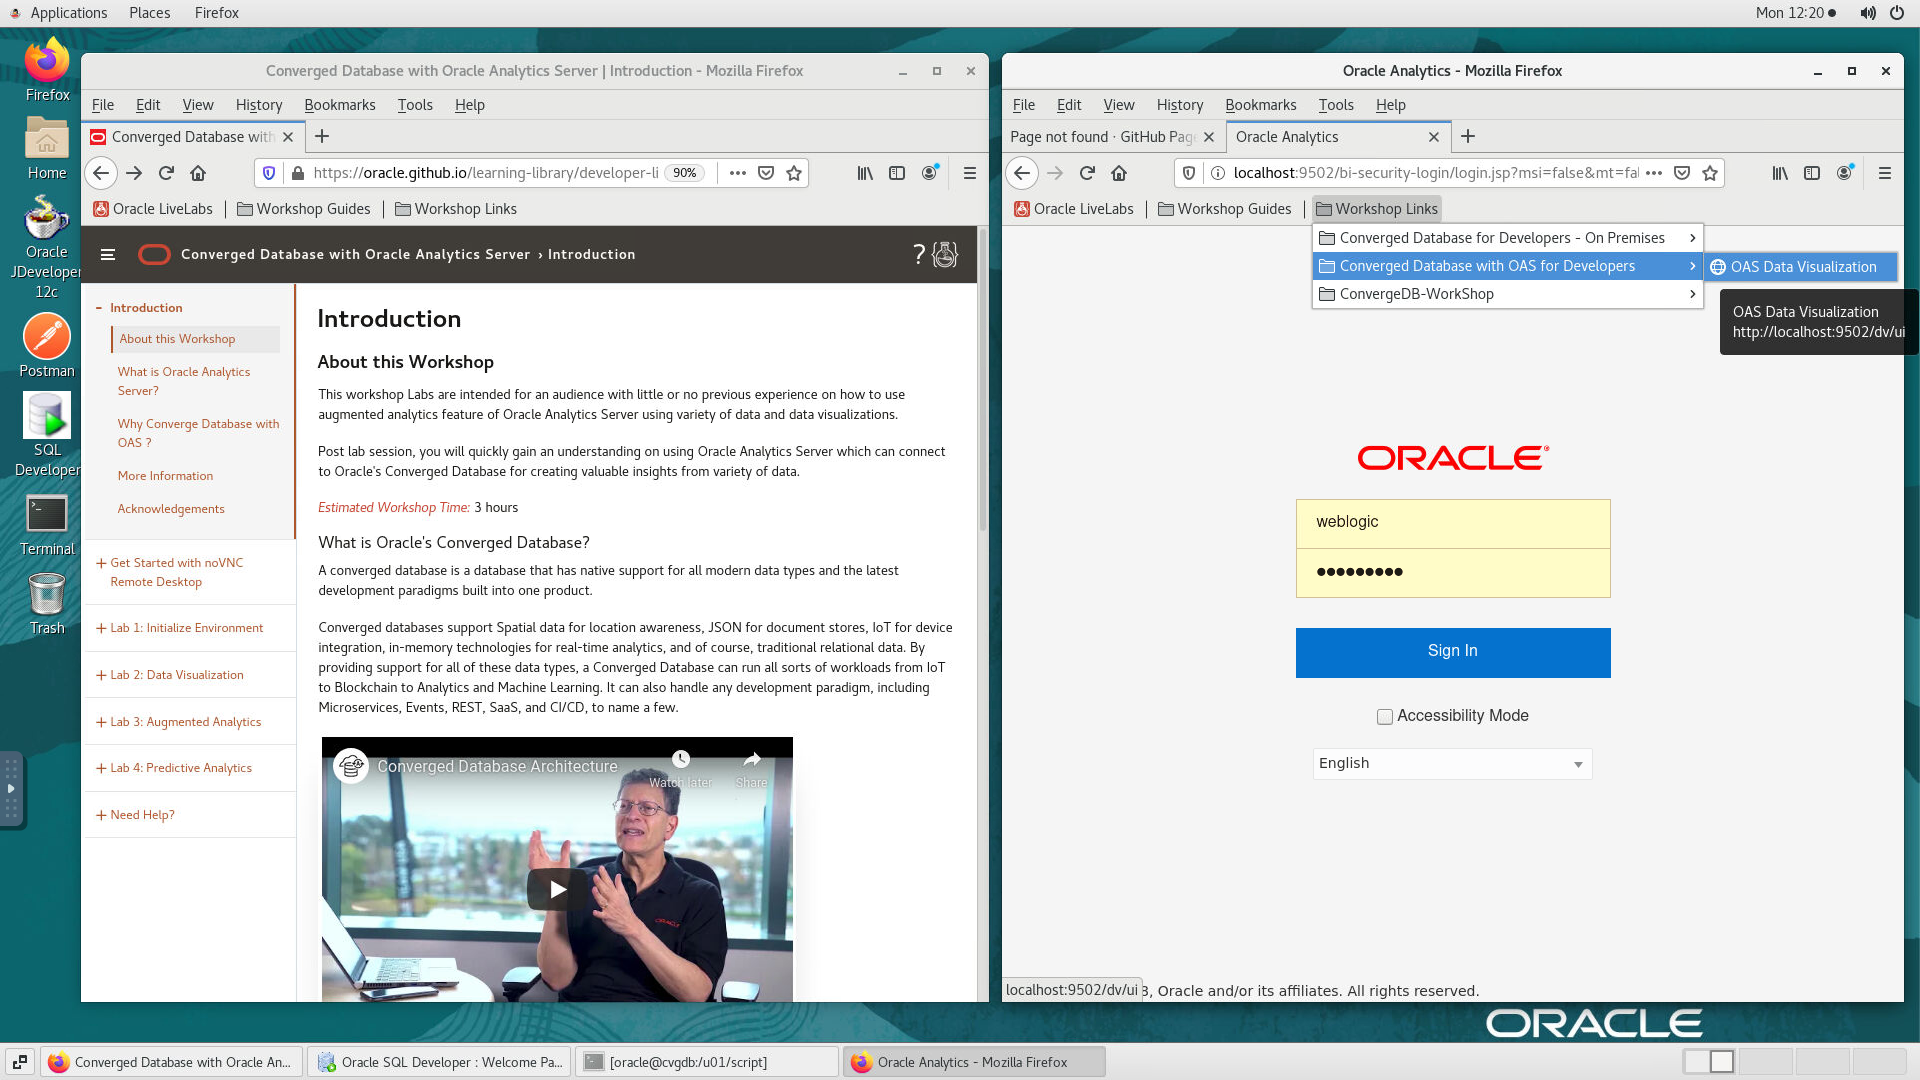 Applications Places Firefox
Mon 12:20
Firefox
Home
Oracle
JDeveloper
12c
Postman
SQL
Developer
Terminal
Trash
Converged Database with Oracle Analytics Server | Introduction - Mozilla Firefox
File Edit View History Bookmarks Tools Help
Converged Database with
https://oracle.github.io/learning-library/developer-li 90%
Oracle LiveLabs Workshop Guides Workshop Links
Converged Database with Oracle Analytics Server › Introduction
?
Introduction
About this Workshop
What is Oracle Analytics
Server?
Why Converge Database with
OAS ?
More Information
Acknowledgements
Get Started with noVNC
Remote Desktop
Lab 1: Initialize Environment
Lab 2: Data Visualization
Lab 3: Augmented Analytics
Lab 4: Predictive Analytics
Need Help?
Introduction
About this Workshop
This workshop Labs are intended for an audience with little or no previous experience on how to use
augmented analytics feature of Oracle Analytics Server using variety of data and data visualizations.
Post lab session, you will quickly gain an understanding on using Oracle Analytics Server which can connect
to Oracle's Converged Database for creating valuable insights from variety of data.
Estimated Workshop Time: 3 hours
What is Oracle's Converged Database?
A converged database is a database that has native support for all modern data types and the latest
development paradigms built into one product.
Converged databases support Spatial data for location awareness, JSON for document stores, IoT for device
integration, in-memory technologies for real-time analytics, and of course, traditional relational data. By
providing support for all of these data types, a Converged Database can run all sorts of workloads from IoT
to Blockchain to Analytics and Machine Learning. It can also handle any development paradigm, including
Microservices, Events, REST, SaaS, and CI/CD, to name a few.
Converged Database Architecture
Watch later
Share
ORACLE
Oracle Analytics - Mozilla Firefox
File Edit View History Bookmarks Tools Help
Page not found · GitHub Page
Oracle Analytics
localhost:9502/bi-security-login/login.jsp?msi=false&mt=fal
Oracle LiveLabs Workshop Guides Workshop Links
Converged Database for Developers - On Premises
Converged Database with OAS for Developers
ConvergeDB-WorkShop
OAS Data Visualization
OAS Data Visualization
http://localhost:9502/dv/ui
ORACLE
weblogic
Sign In
Accessibility Mode
English
localhost:9502/dv/ui
3, Oracle and/or its affiliates. All rights reserved.
ORACLE
Converged Database with Oracle An...
Oracle SQL Developer : Welcome Pa...
[oracle@cvgdb:/u01/script]
Oracle Analytics - Mozilla Firefox